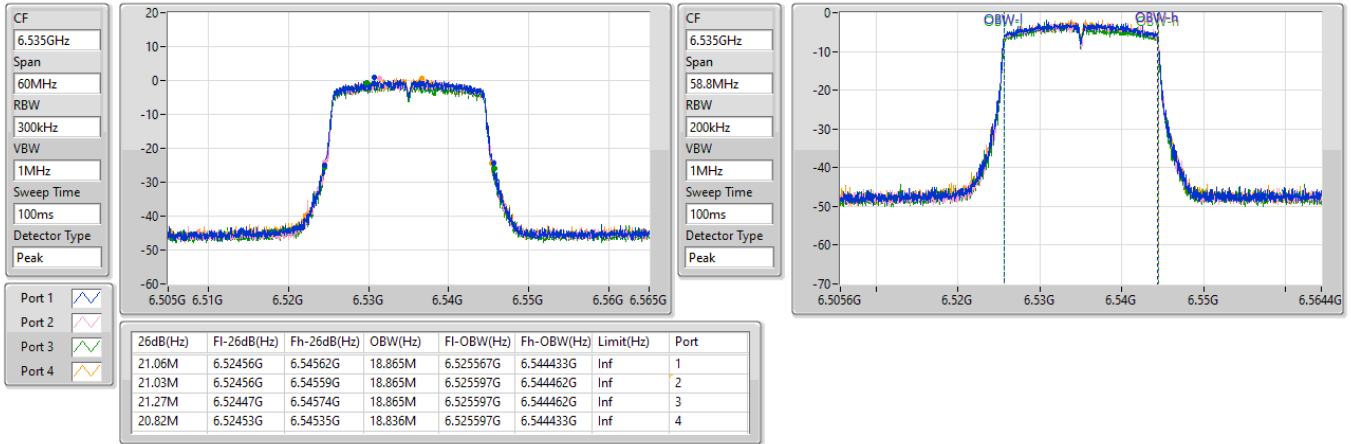 CF
6.535GHz
Span
60MHz
RBW
300kHz
VBW
1MHz
Sweep Time
100ms
Detector Type
Peak
20
10
0
-10
-20
-30
-40
-50
-60
6.505G 6.51G 6.52G 6.53G 6.54G 6.55G 6.56G 6.565G
CF
6.535GHz
Span
58.8MHz
RBW
200kHz
VBW
1MHz
Sweep Time
100ms
Detector Type
Peak
OBW-l OBW-h
0
-10
-20
-30
-40
-50
-60
-70
6.5056G 6.52G 6.53G 6.54G 6.55G 6.5644G
Port 1
Port 2
Port 3
Port 4
26dB(Hz) Fl-26dB(Hz) Fh-26dB(Hz) OBW(Hz) Fl-OBW(Hz) Fh-OBW(Hz) Limit(Hz) Port
21.06M 6.52456G 6.54562G 18.865M 6.525567G 6.544433G Inf 1
21.03M 6.52456G 6.54559G 18.865M 6.525597G 6.544462G Inf 2
21.27M 6.52447G 6.54574G 18.865M 6.525597G 6.544462G Inf 3
20.82M 6.52453G 6.54535G 18.836M 6.525597G 6.544433G Inf 4